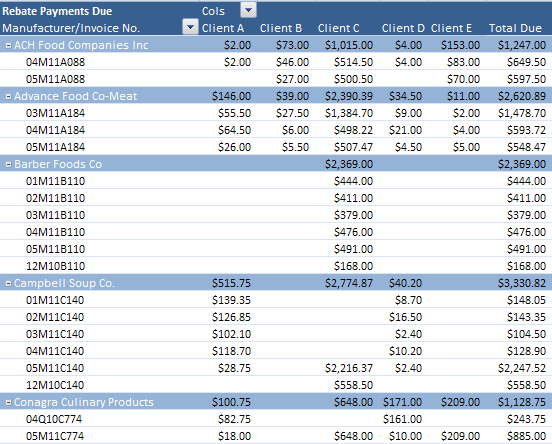 Rebate Payments Due Cols
Manufacturer/Invoice No. Client A Client B Client C Client D Client E Total Due
ACH Food Companies Inc $2.00 $73.00 $1,015.00 $4.00 $153.00 $1,247.00
04M11A088 $2.00 $46.00 $514.50 $4.00 $83.00 $649.50
05M11A088 $27.00 $500.50 $70.00 $597.50
Advance Food Co-Meat $146.00 $39.00 $2,390.39 $34.50 $11.00 $2,620.89
03M11A184 $55.50 $27.50 $1,384.70 $9.00 $2.00 $1,478.70
04M11A184 $64.50 $6.00 $498.22 $21.00 $4.00 $593.72
05M11A184 $26.00 $5.50 $507.47 $4.50 $5.00 $548.47
Barber Foods Co $2,369.00 $2,369.00
01M11B110 $444.00 $444.00
02M11B110 $411.00 $411.00
03M11B110 $379.00 $379.00
04M11B110 $476.00 $476.00
05M11B110 $491.00 $491.00
12M10B110 $168.00 $168.00
Campbell Soup Co. $515.75 $2,774.87 $40.20 $3,330.82
01M11C140 $139.35 $8.70 $148.05
02M11C140 $126.85 $16.50 $143.35
03M11C140 $102.10 $2.40 $104.50
04M11C140 $118.70 $10.20 $128.90
05M11C140 $28.75 $2,216.37 $2.40 $2,247.52
12M10C140 $558.50 $558.50
Conagra Culinary Products $100.75 $648.00 $171.00 $209.00 $1,128.75
04Q10C774 $82.75 $161.00 $243.75
05M11C774 $18.00 $648.00 $10.00 $209.00 $885.00